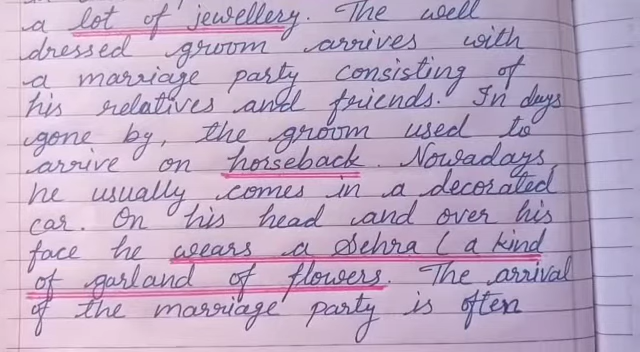 a lot of jewellery. The well
dressed groom arrives with
a marriage party consisting of
his relatives and friends. In days
gone by, the groom used to
arrive on horseback. Nowadays,
he usually comes in a decorated
car. On his head and over his
face he wears a Sehra ( a kind
of garland of flowers. The arrival
of the marriage party is often